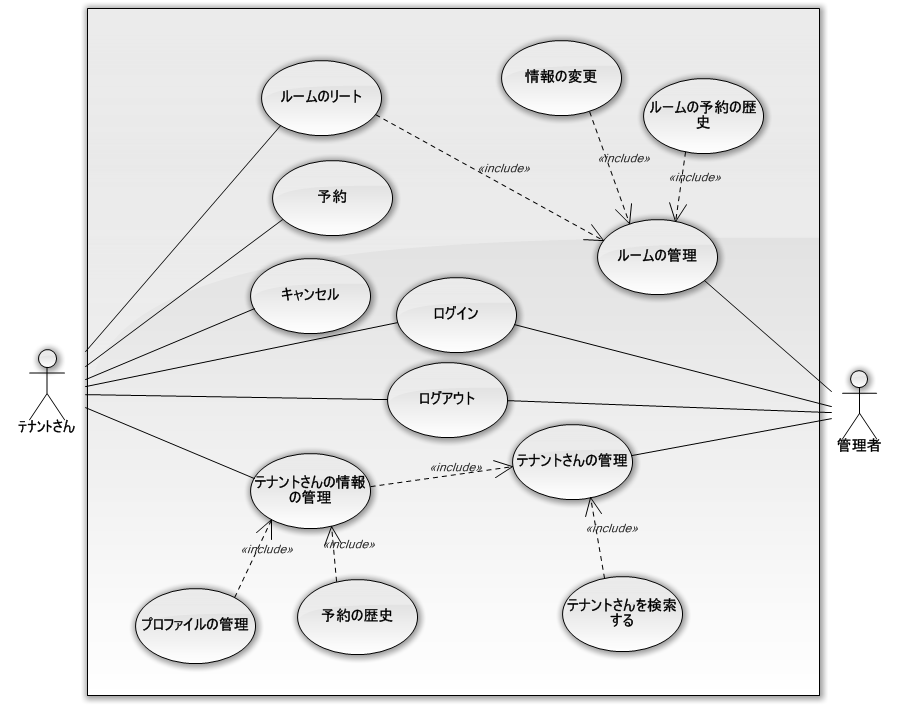 情報の変更
ルームのリート
ルームの予約の歴
史
«include»
«include»
«include»
予約
ルームの管理
キャンセル
ログイン
ログアウト
テナントさん
管理者
テナントさんの管理
«include»
テナントさんの情報
の管理
«include»
«include»
«include»
テナントさんを検索
する
予約の歴史
プロファイルの管理